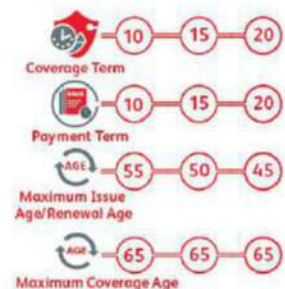 10 15 20
Coverage Term
10 15 20
Payment Term
AGE 55 50 45
Maximum Issue
Age/Renewal Age
AGE 65 65 65
Maximum Coverage Age